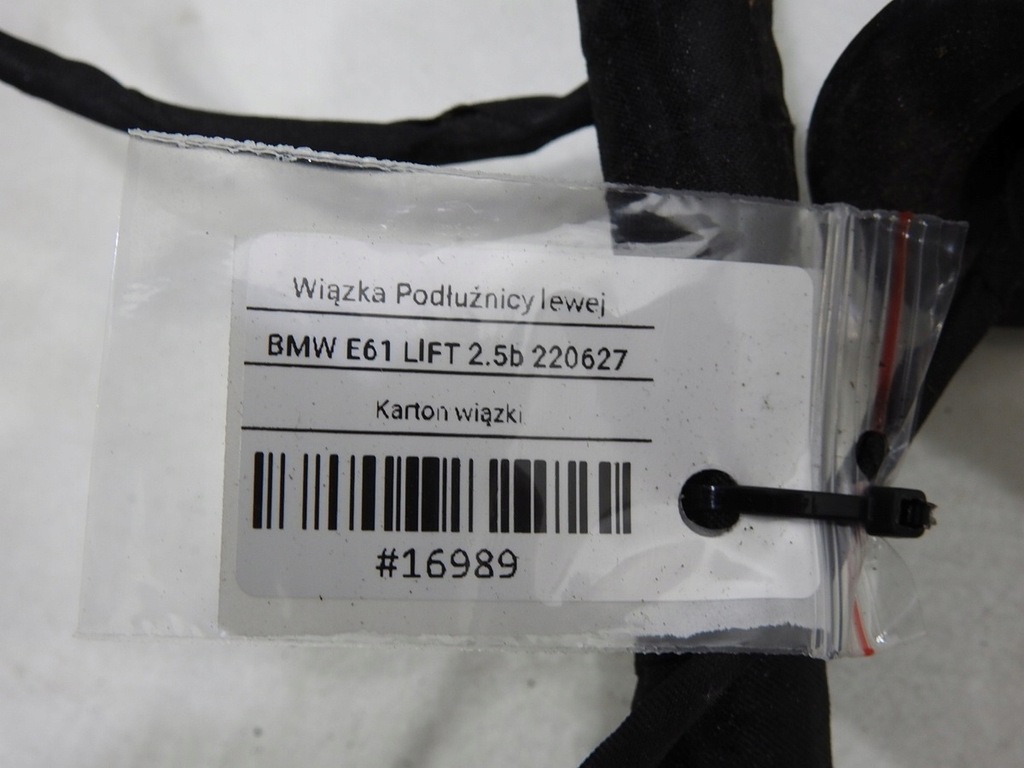 Wiązka Podłużnicy lewej
BMW E61 LIFT 2.5b 220627
Karton wiązki
#16989